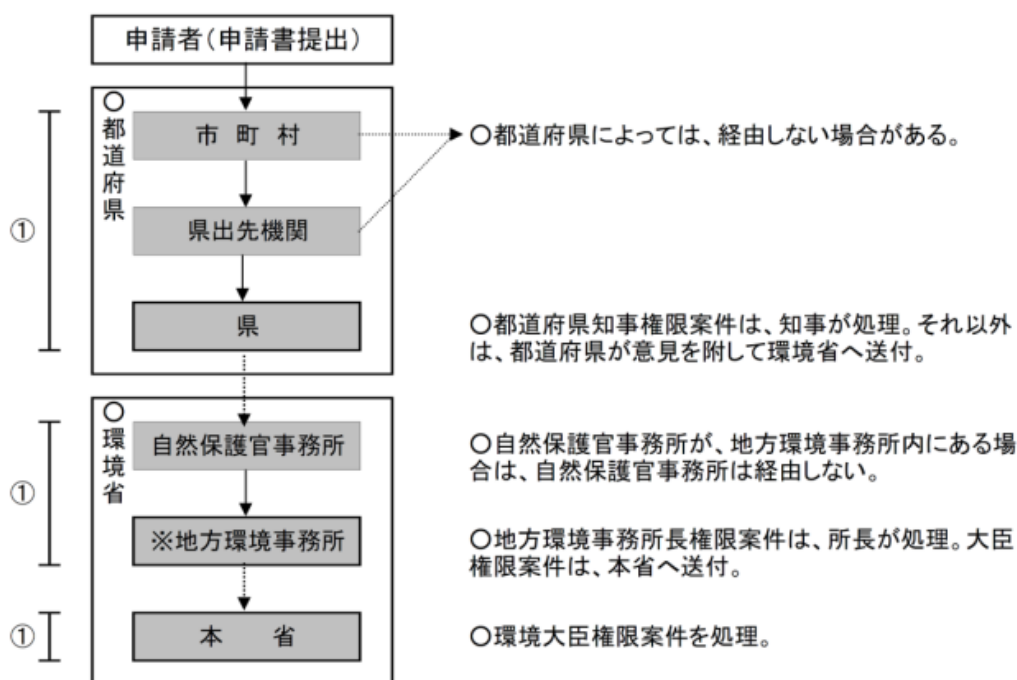 申請者（申請書提出）
○都道府県
①
市　町　村
○都道府県によっては、経由しない場合がある。
県出先機関
県
○都道府県知事権限案件は、知事が処理。それ以外
は、都道府県が意見を附して環境省へ送付。
○環境省
①
自然保護官事務所
○自然保護官事務所が、地方環境事務所内にある場
合は、自然保護官事務所は経由しない。
※地方環境事務所
○地方環境事務所長権限案件は、所長が処理。大臣
権限案件は、本省へ送付。
①
本　　省
○環境大臣権限案件を処理。